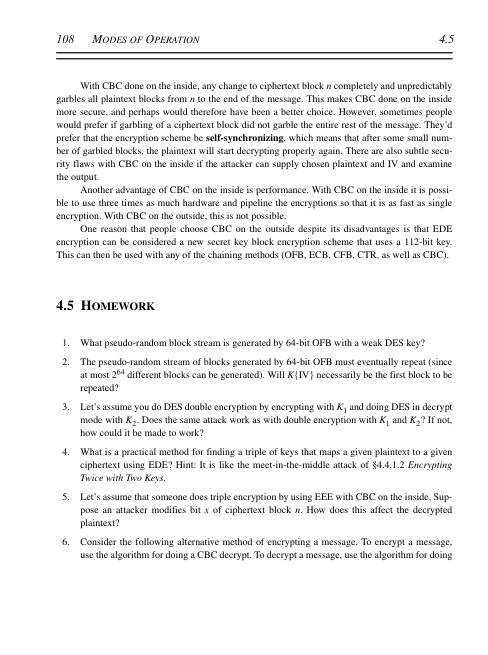 108 MODES OF OPERATION 4.5
With CBC done on the inside, any change to ciphertext block n completely and unpredictably
garbles all plaintext blocks from n to the end of the message. This makes CBC done on the inside
more secure, and perhaps would therefore have been a better choice. However, sometimes people
would prefer if garbling of a ciphertext block did not garble the entire rest of the message. They'd
prefer that the encryption scheme be self-synchronizing, which means that after some small num-
ber of garbled blocks, the plaintext will start decrypting properly again. There are also subtle secu-
rity flaws with CBC on the inside if the attacker can supply chosen plaintext and IV and examine
the output.
Another advantage of CBC on the inside is performance. With CBC on the inside it is possi-
ble to use three times as much hardware and pipeline the encryptions so that it is as fast as single
encryption. With CBC on the outside, this is not possible.
One reason that people choose CBC on the outside despite its disadvantages is that EDE
encryption can be considered a new secret key block encryption scheme that uses a 112-bit key.
This can then be used with any of the chaining methods (OFB, ECB, CFB, CTR, as well as CBC).
4.5 HOMEWORK
1. What pseudo-random block stream is generated by 64-bit OFB with a weak DES key?
2. The pseudo-random stream of blocks generated by 64-bit OFB must eventually repeat (since
at most 2^64 different blocks can be generated). Will K{IV} necessarily be the first block to be
repeated?
3. Let's assume you do DES double encryption by encrypting with K1 and doing DES in decrypt
mode with K2. Does the same attack work as with double encryption with K1 and K2? If not,
how could it be made to work?
4. What is a practical method for finding a triple of keys that maps a given plaintext to a given
ciphertext using EDE? Hint: It is like the meet-in-the-middle attack of §4.4.1.2 Encrypting
Twice with Two Keys.
5. Let's assume that someone does triple encryption by using EEE with CBC on the inside. Sup-
pose an attacker modifies bit x of ciphertext block n. How does this affect the decrypted
plaintext?
6. Consider the following alternative method of encrypting a message. To encrypt a message,
use the algorithm for doing a CBC decrypt. To decrypt a message, use the algorithm for doing